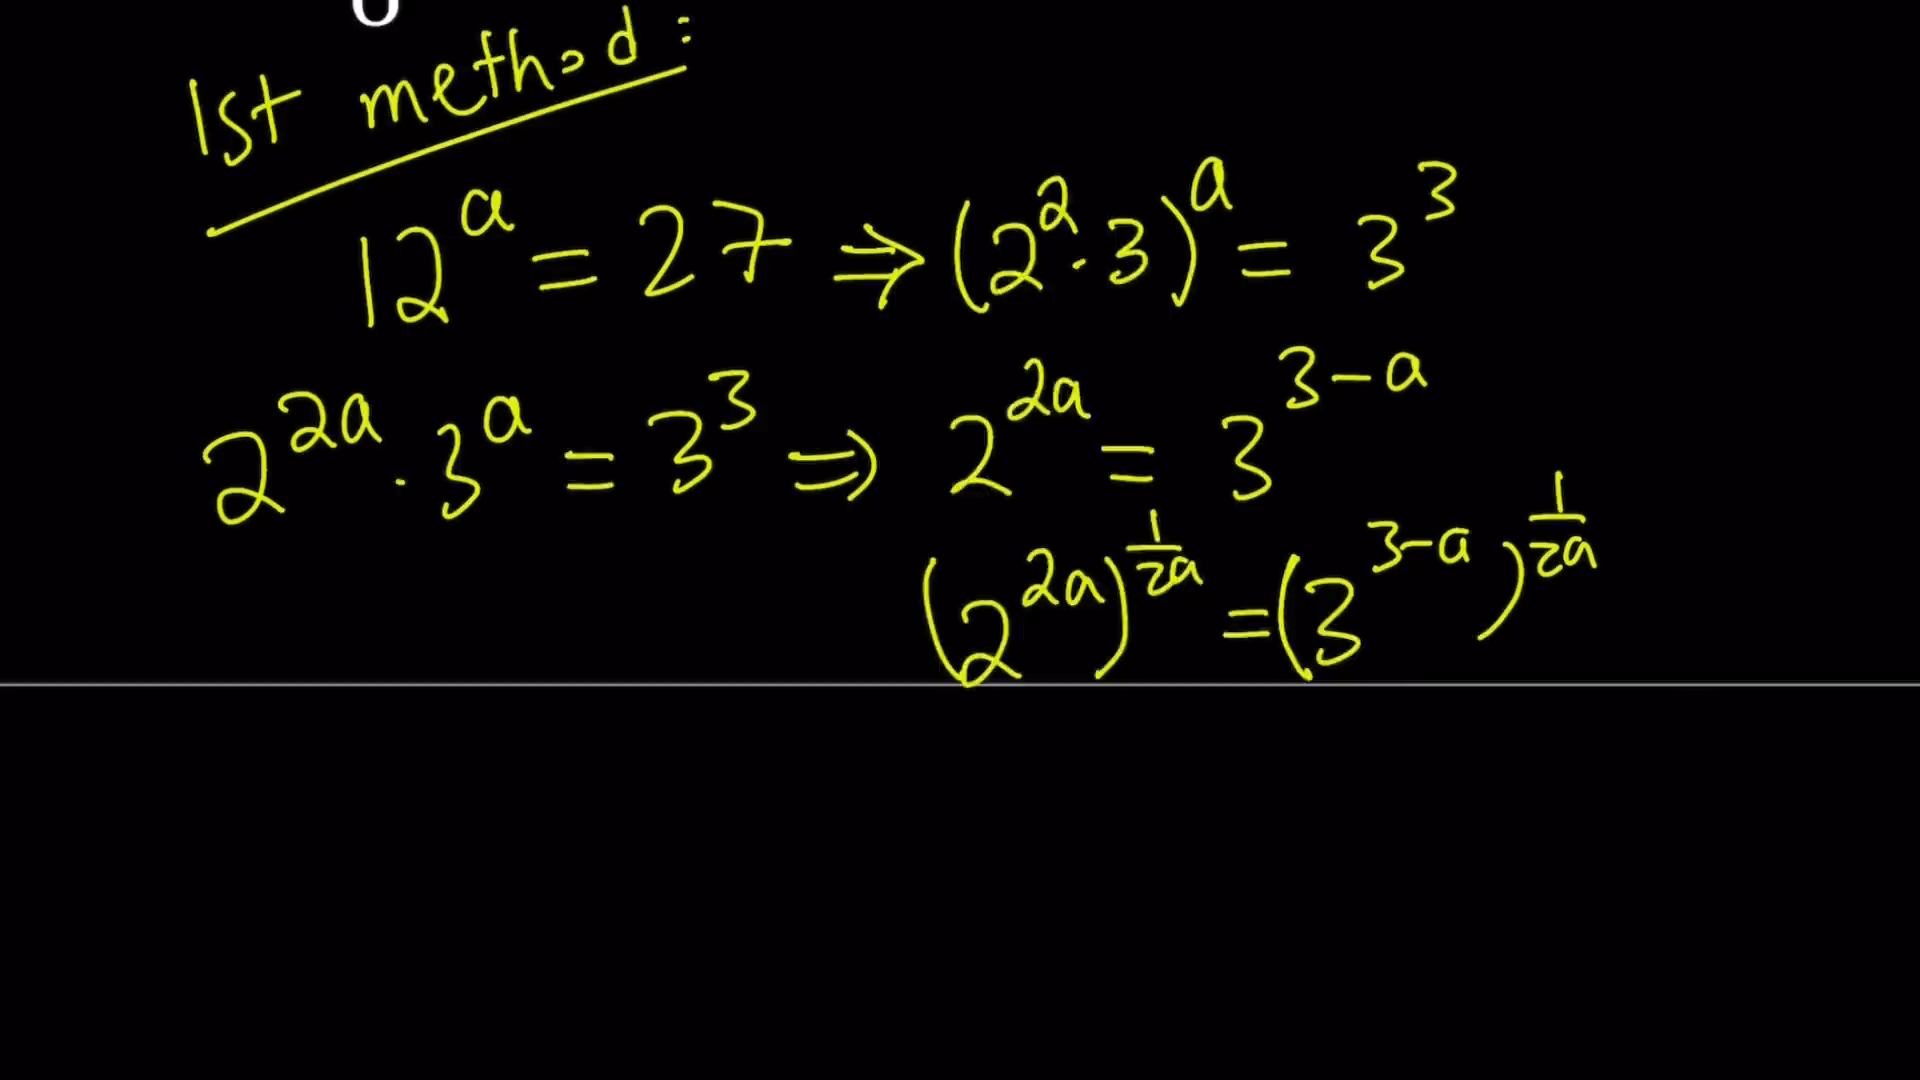 1st method:
12^a = 27 ⇒ (2^2 · 3)^a = 3^3
2^{2a} · 3^a = 3^3 ⇒ 2^{2a} = 3^{3-a}
(2^{2a})^{1/2a} = (3^{3-a})^{1/2a}